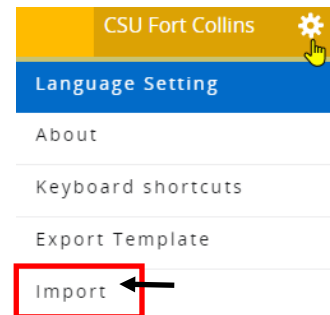 CSU Fort Collins
Language Setting
About
Keyboard shortcuts
Export Template
Import